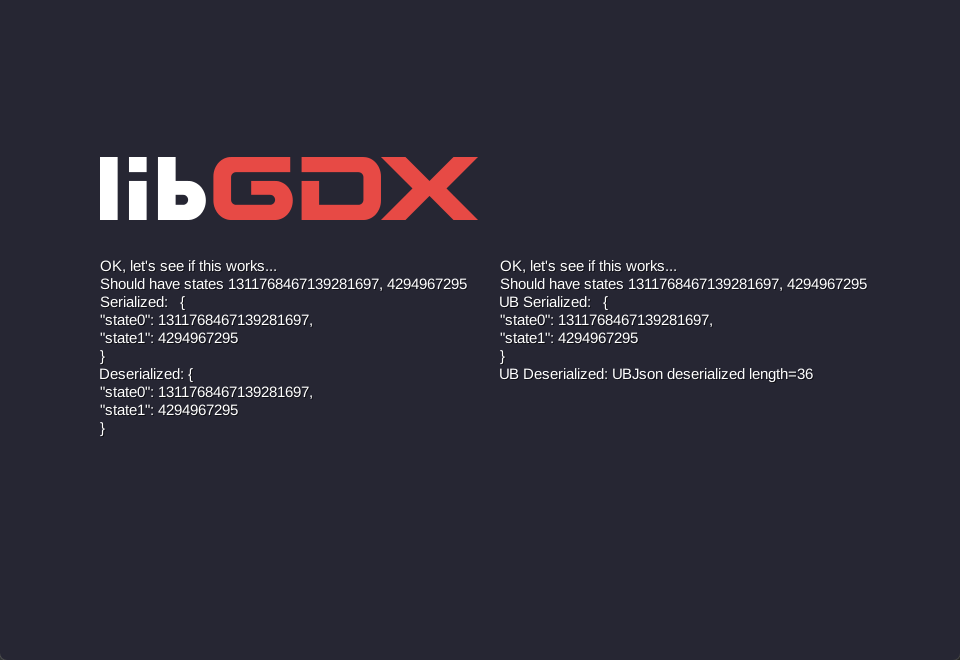 libGDX
OK, let's see if this works...
Should have states 1311768467139281697, 4294967295
Serialized:   {
"state0": 1311768467139281697,
"state1": 4294967295
}
Deserialized: {
"state0": 1311768467139281697,
"state1": 4294967295
}
OK, let's see if this works...
Should have states 1311768467139281697, 4294967295
UB Serialized:   {
"state0": 1311768467139281697,
"state1": 4294967295
}
UB Deserialized: UBJson deserialized length=36